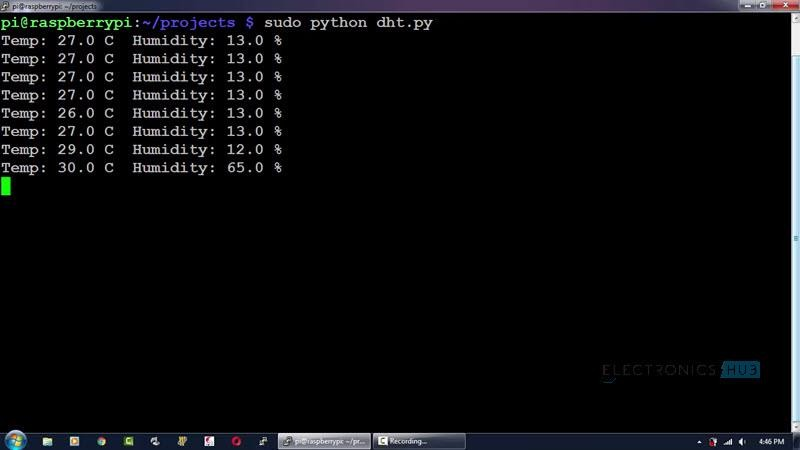 pi@raspberrypi: ~/projects
pi@raspberrypi:~/projects $ sudo python dht.py
Temp: 27.0 C  Humidity: 13.0 %
Temp: 27.0 C  Humidity: 13.0 %
Temp: 27.0 C  Humidity: 13.0 %
Temp: 27.0 C  Humidity: 13.0 %
Temp: 26.0 C  Humidity: 13.0 %
Temp: 27.0 C  Humidity: 13.0 %
Temp: 29.0 C  Humidity: 12.0 %
Temp: 30.0 C  Humidity: 65.0 %
ELECTRONICS HUB
pi@raspberrypi: ~/pr... Recording... 4:46 PM